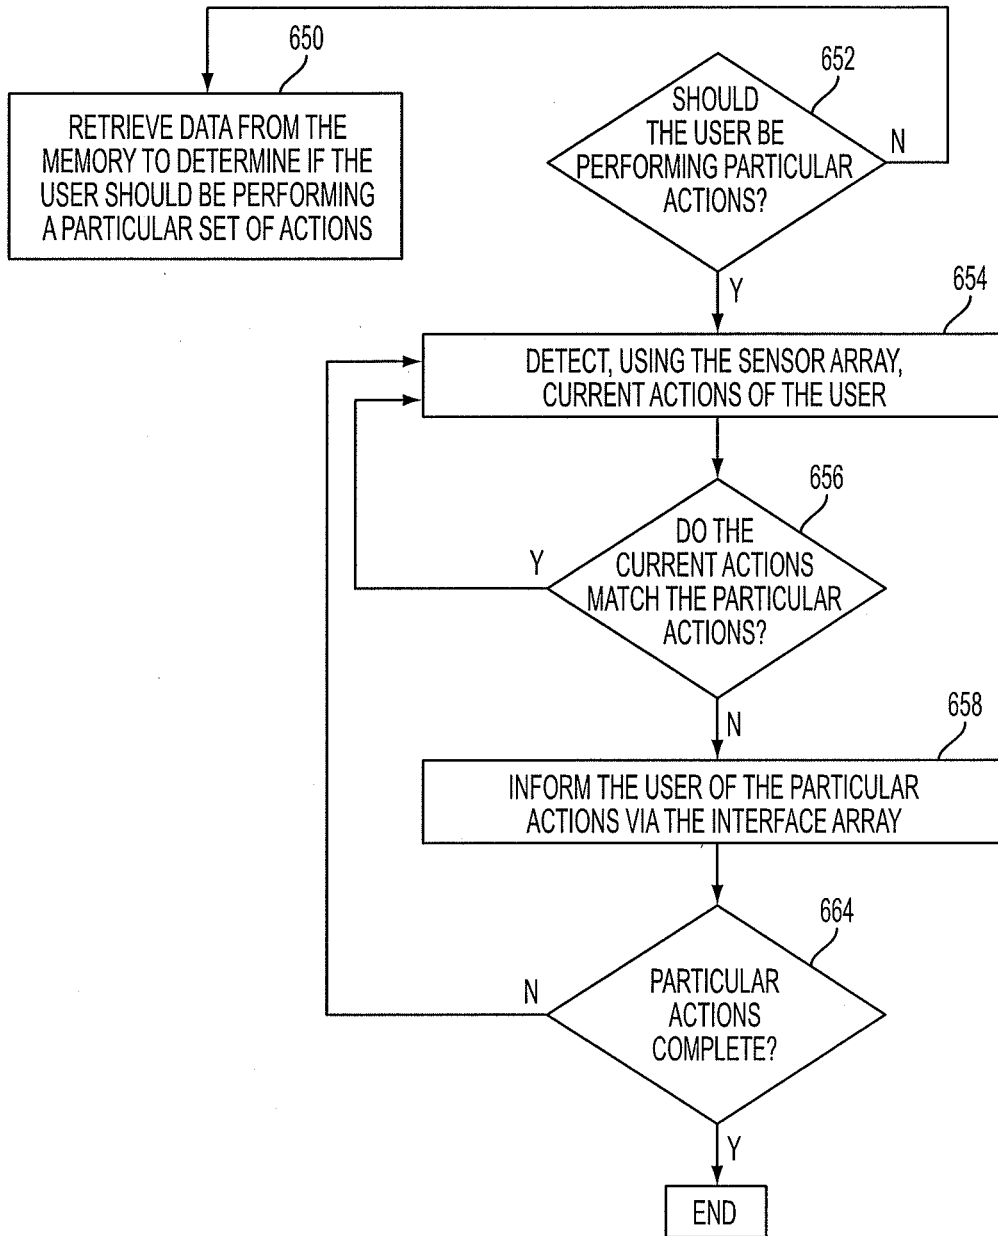 650
RETRIEVE DATA FROM THE
MEMORY TO DETERMINE IF THE
USER SHOULD BE PERFORMING
A PARTICULAR SET OF ACTIONS
652
SHOULD
THE USER BE
PERFORMING PARTICULAR
ACTIONS?
N
Y
654
DETECT, USING THE SENSOR ARRAY,
CURRENT ACTIONS OF THE USER
656
DO THE
CURRENT ACTIONS
MATCH THE PARTICULAR
ACTIONS?
Y
N
658
INFORM THE USER OF THE PARTICULAR
ACTIONS VIA THE INTERFACE ARRAY
664
PARTICULAR
ACTIONS
COMPLETE?
N
Y
END